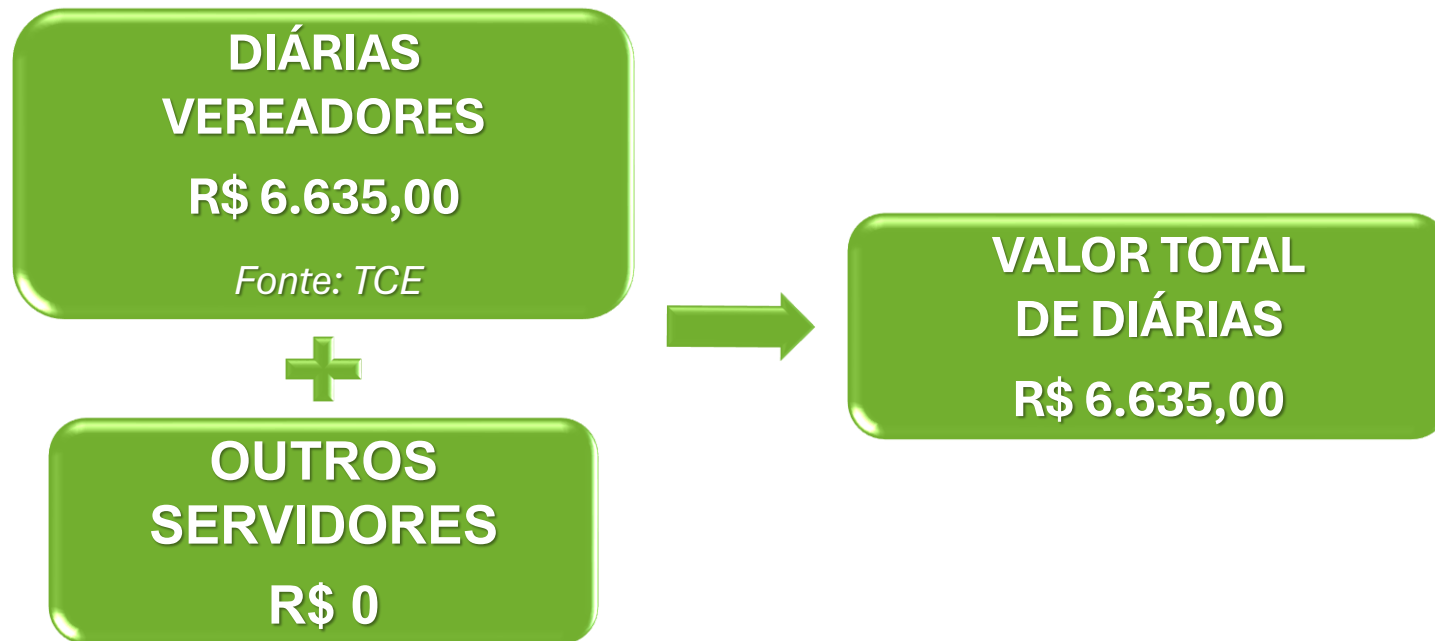 DIÁRIAS
VEREADORES
R$ 6.635,00
Fonte: TCE
OUTROS
SERVIDORES
R$ 0
VALOR TOTAL
DE DIÁRIAS
R$ 6.635,00